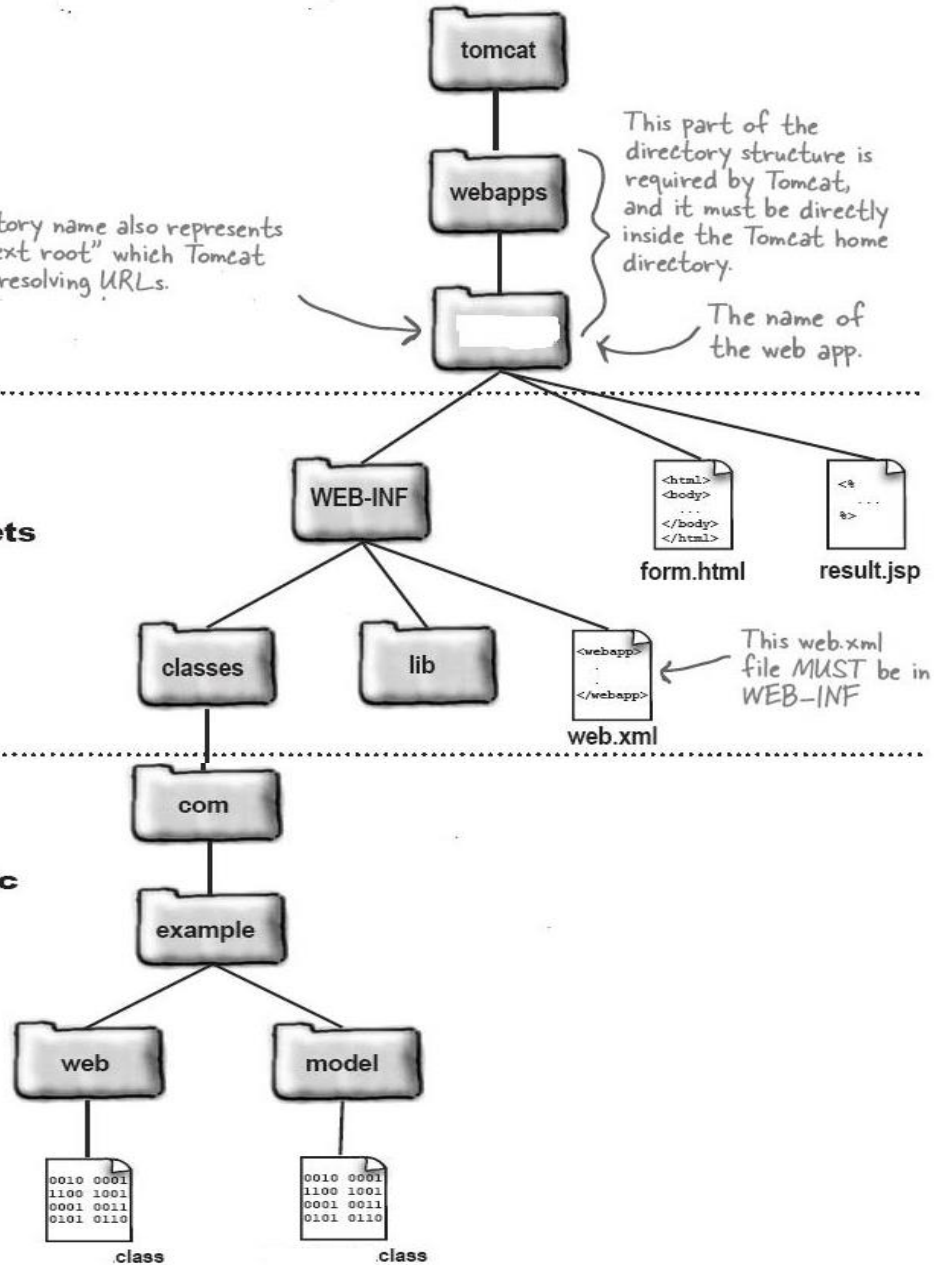 tomcat
webapps
This part of the
directory structure is
required by Tomcat,
and it must be directly
inside the Tomcat home
directory.
tory name also represents
ext root" which Tomcat
resolving URLs.
The name of
the web app.
WEB-INF
<html>
<body>
...
</body>
</html>
form.html
<%
...
%>
result.jsp
ets
classes
lib
<webapp>
.
.
</webapp>
web.xml
This web.xml
file MUST be in
WEB-INF
com
c
example
web
model
0010 0001
1100 1001
0001 0011
0101 0110
.class
0010 0001
1100 1001
0001 0011
0101 0110
.class